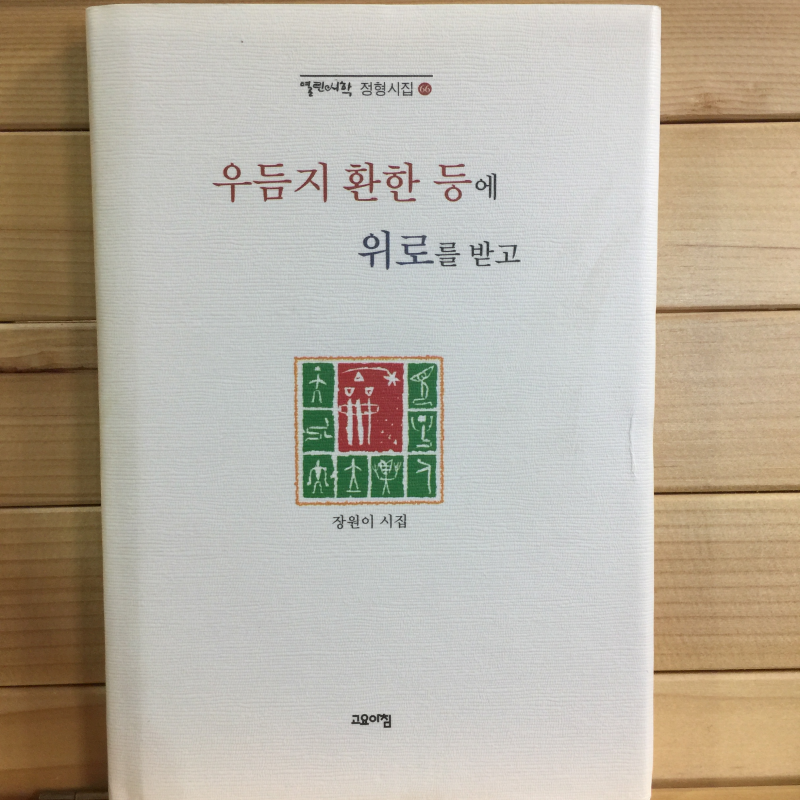 열린시학 정형시집 66
우듬지 환한 등에
위로를 받고
장원이 시집
고요아침